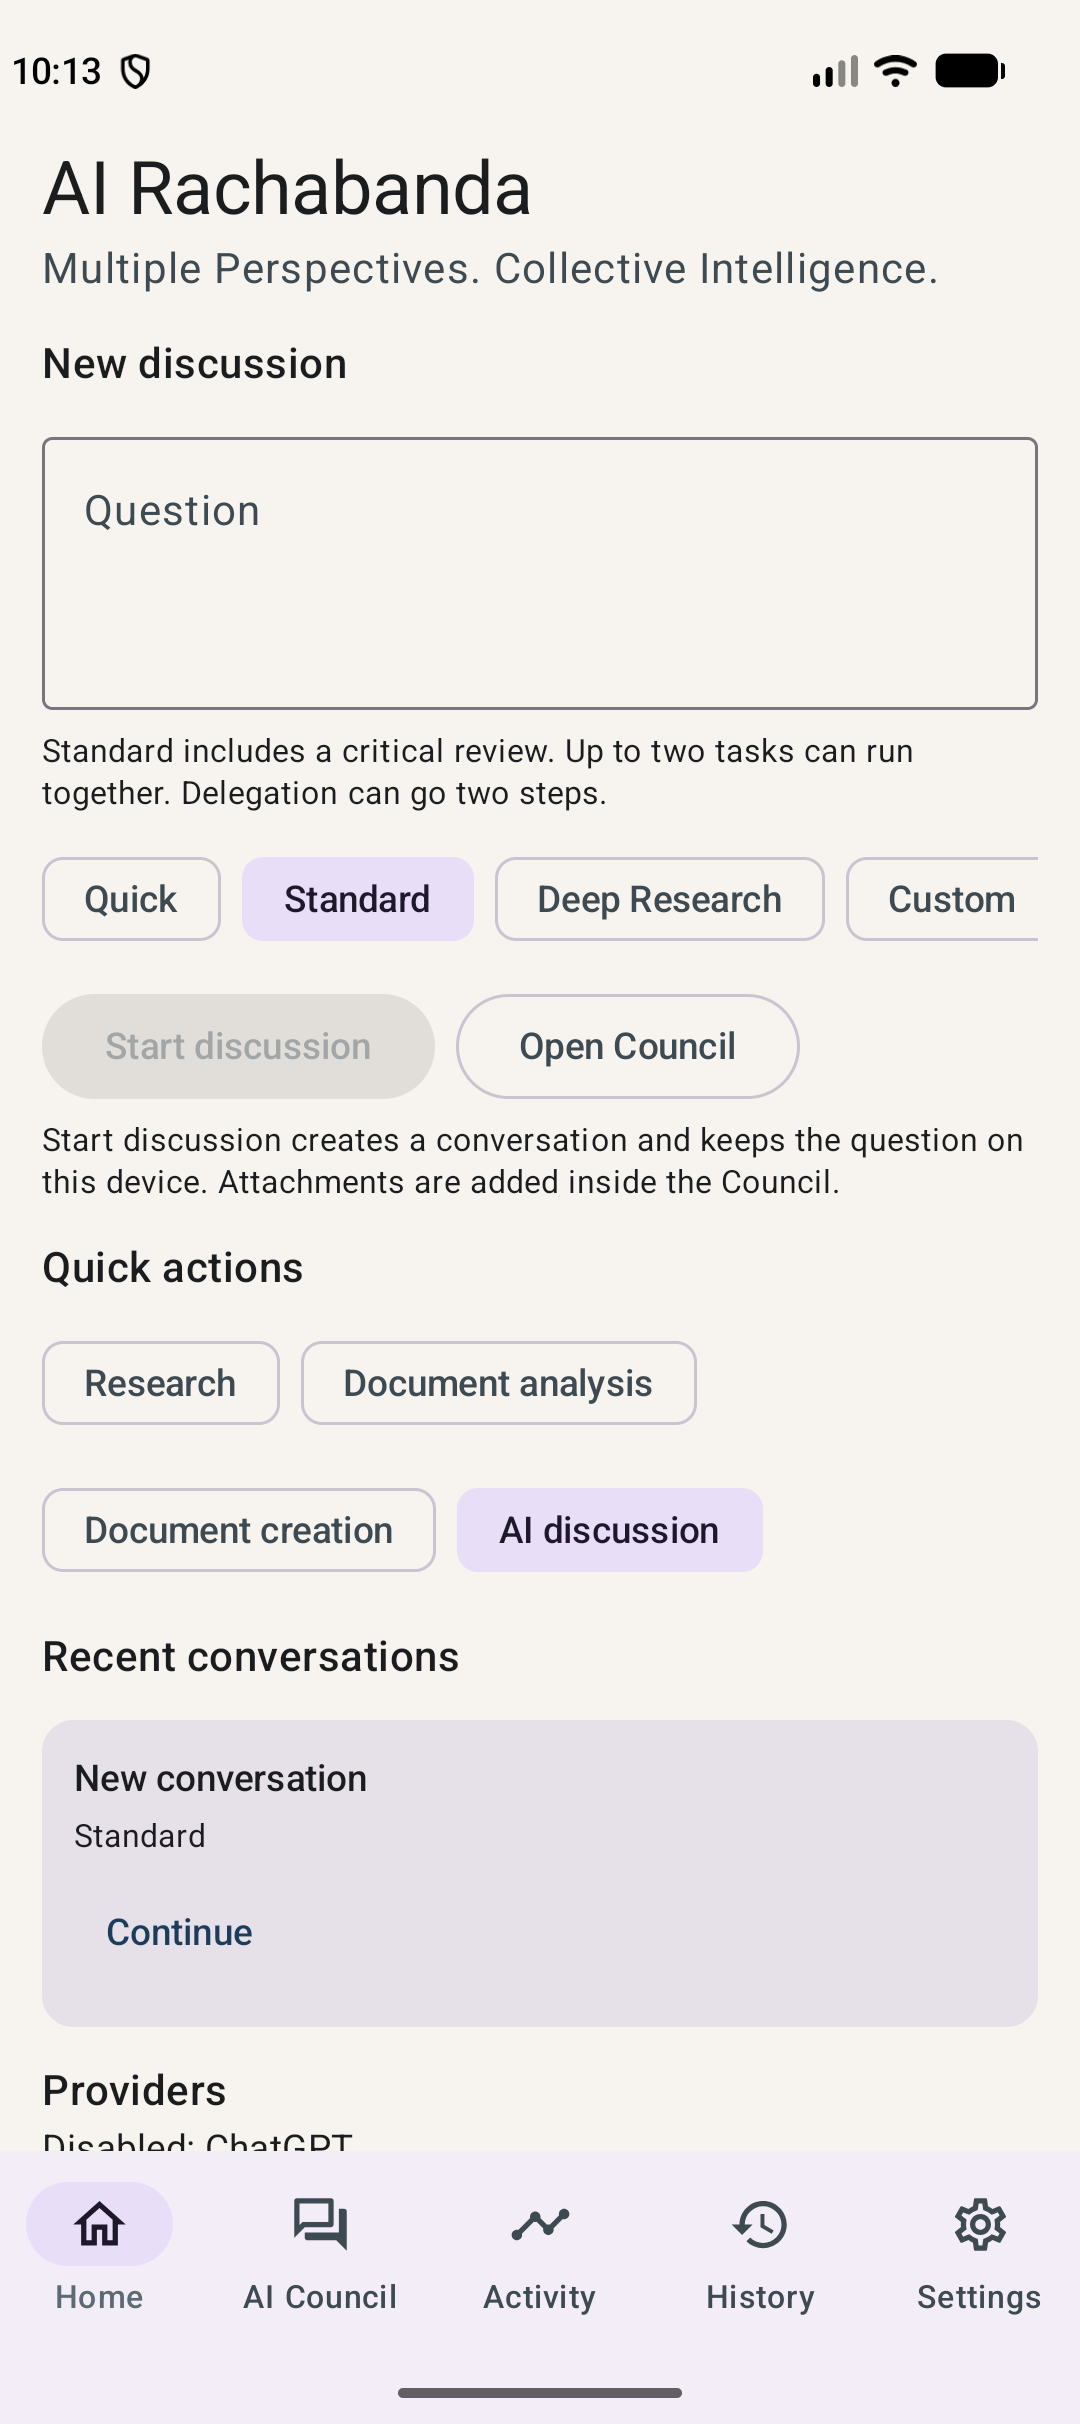 10:13
AI Rachabanda
Multiple Perspectives. Collective Intelligence.
New discussion
Question
Standard includes a critical review. Up to two tasks can run
together. Delegation can go two steps.
Quick
Standard
Deep Research
Custom
Start discussion
Open Council
Start discussion creates a conversation and keeps the question on
this device. Attachments are added inside the Council.
Quick actions
Research
Document analysis
Document creation
AI discussion
Recent conversations
New conversation
Standard
Continue
Providers
Disabled: ChatGPT
Home
AI Council
Activity
History
Settings